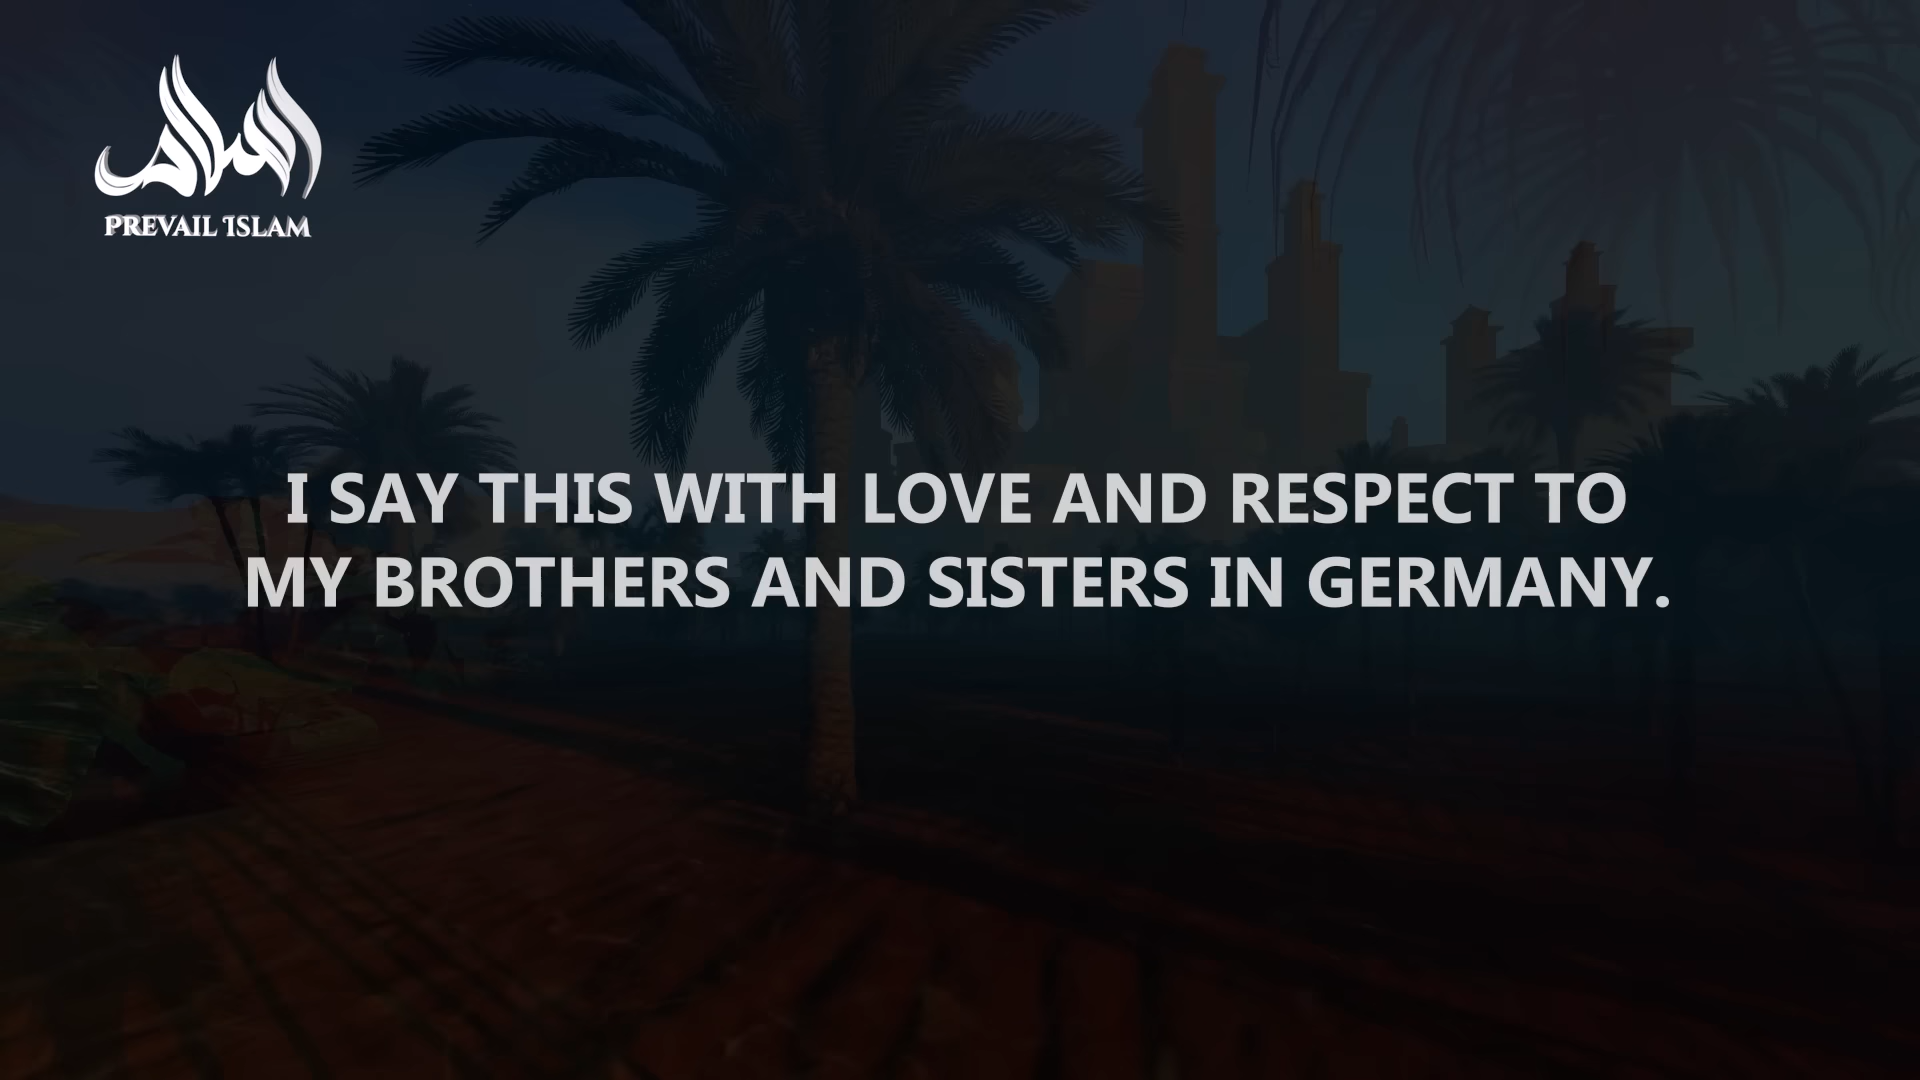 PREVAIL ISLAM
I SAY THIS WITH LOVE AND RESPECT TO
MY BROTHERS AND SISTERS IN GERMANY.